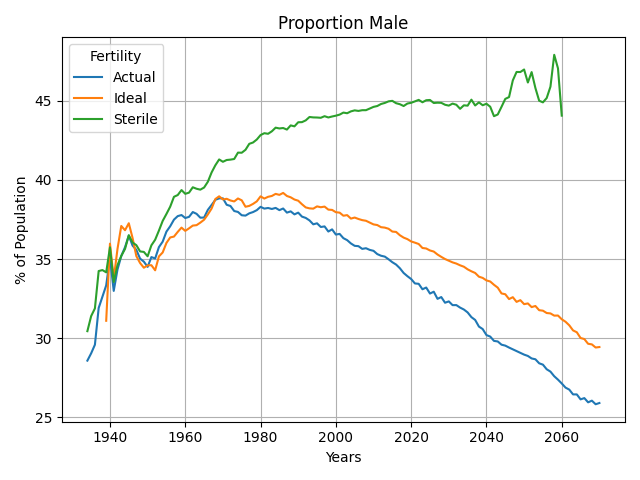 Proportion Male
Fertility
Actual
Ideal
Sterile
% of Population
45
40
35
30
25
1940 1960 1980 2000 2020 2040 2060
Years